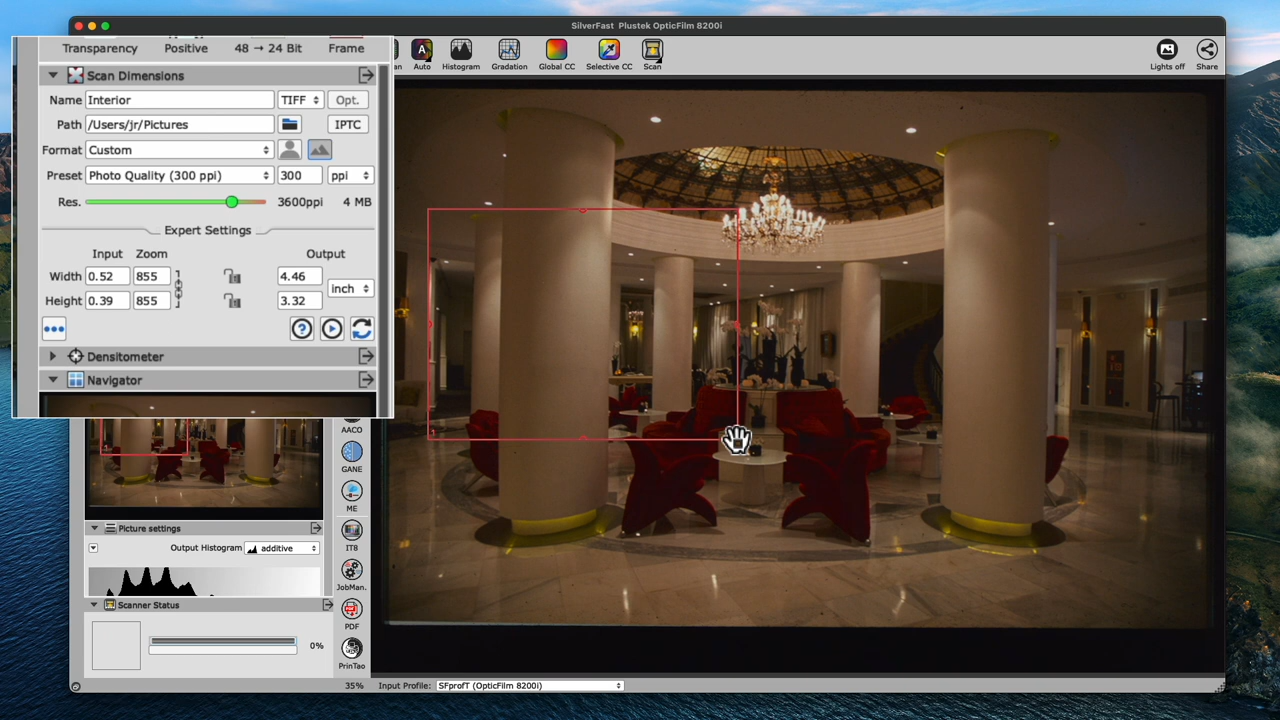 SilverFast Plustek OpticFilm 8200i
Transparency Positive 48 → 24 Bit Frame
Auto Histogram Gradation Global CC Selective CC Scan Lights off Share
Scan Dimensions
Name Interior TIFF Opt.
Path /Users/jr/Pictures IPTC
Format Custom
Preset Photo Quality (300 ppi) 300 ppi
Res. 3600ppi 4 MB
Expert Settings
Input Zoom Output
Width 0.52 855 4.46
inch
Height 0.39 855 3.32
Densitometer
Navigator
AACO
GANE
ME
Picture settings
Output Histogram additive
IT8
JobMan.
Scanner Status
PDF
0%
PrinTao
35% Input Profile: SFprofT (OpticFilm 8200i)